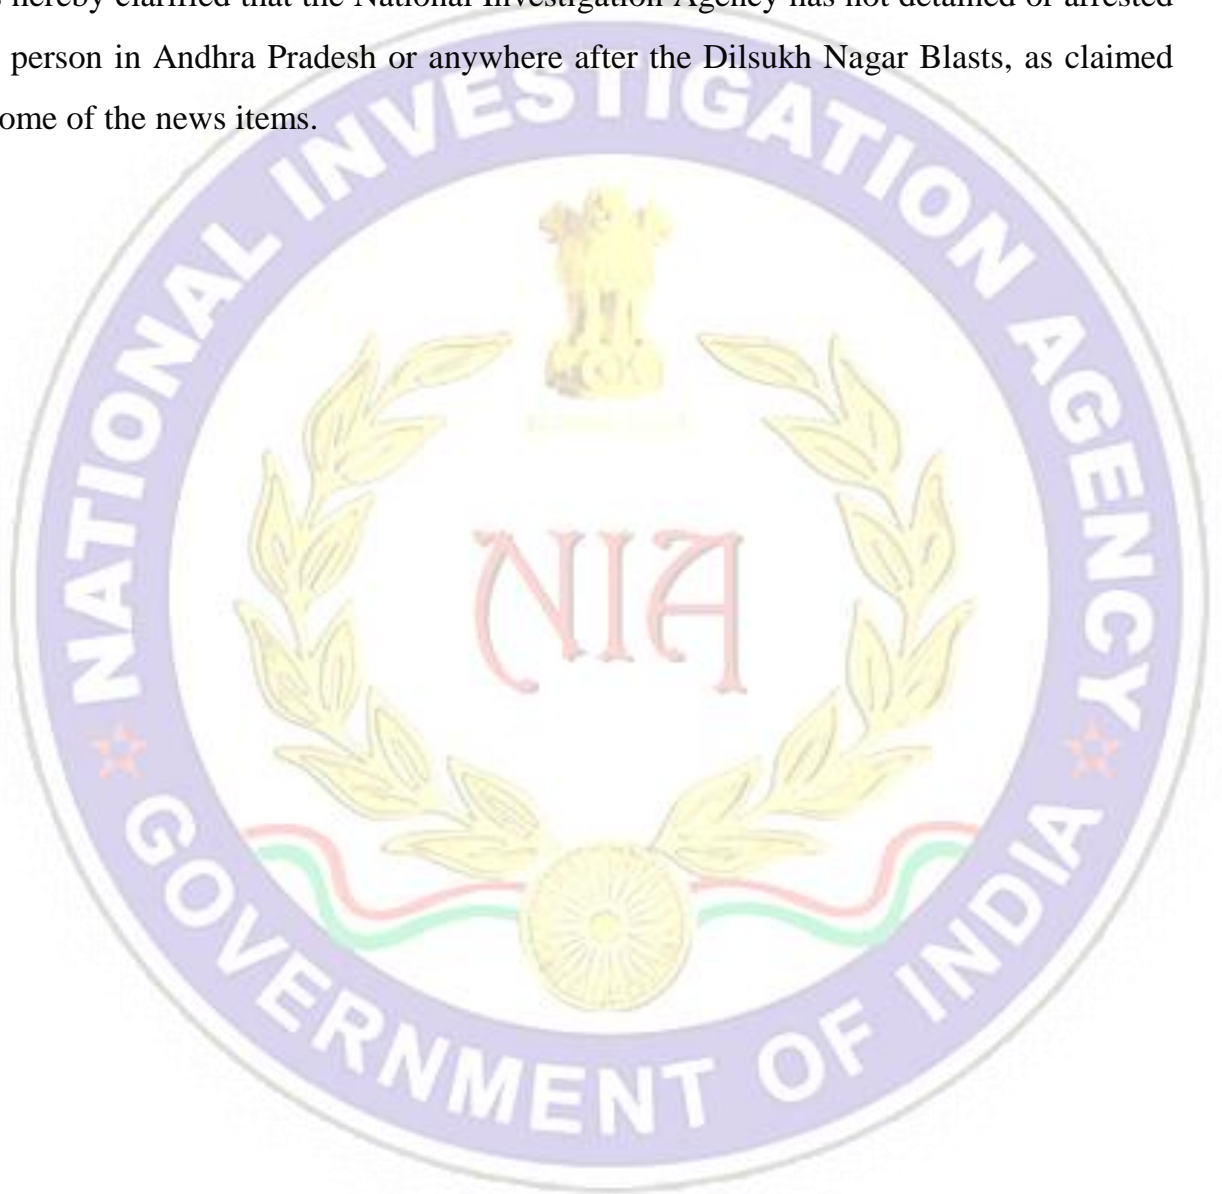 hereby clarified that the National Investigation Agency has not detained or arrested
person in Andhra Pradesh or anywhere after the Dilsukh Nagar Blasts, as claimed
ome of the news items.
NATIONAL INVESTIGATION AGENCY
NIA
GOVERNMENT OF INDIA